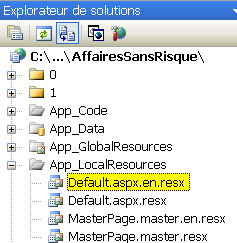 Explorateur de solutions
C:\...\AffairesSansRisque\
0
1
App_Code
App_Data
App_GlobalResources
App_LocalResources
Default.aspx.en.resx
Default.aspx.resx
MasterPage.master.en.resx
MasterPage.master.resx